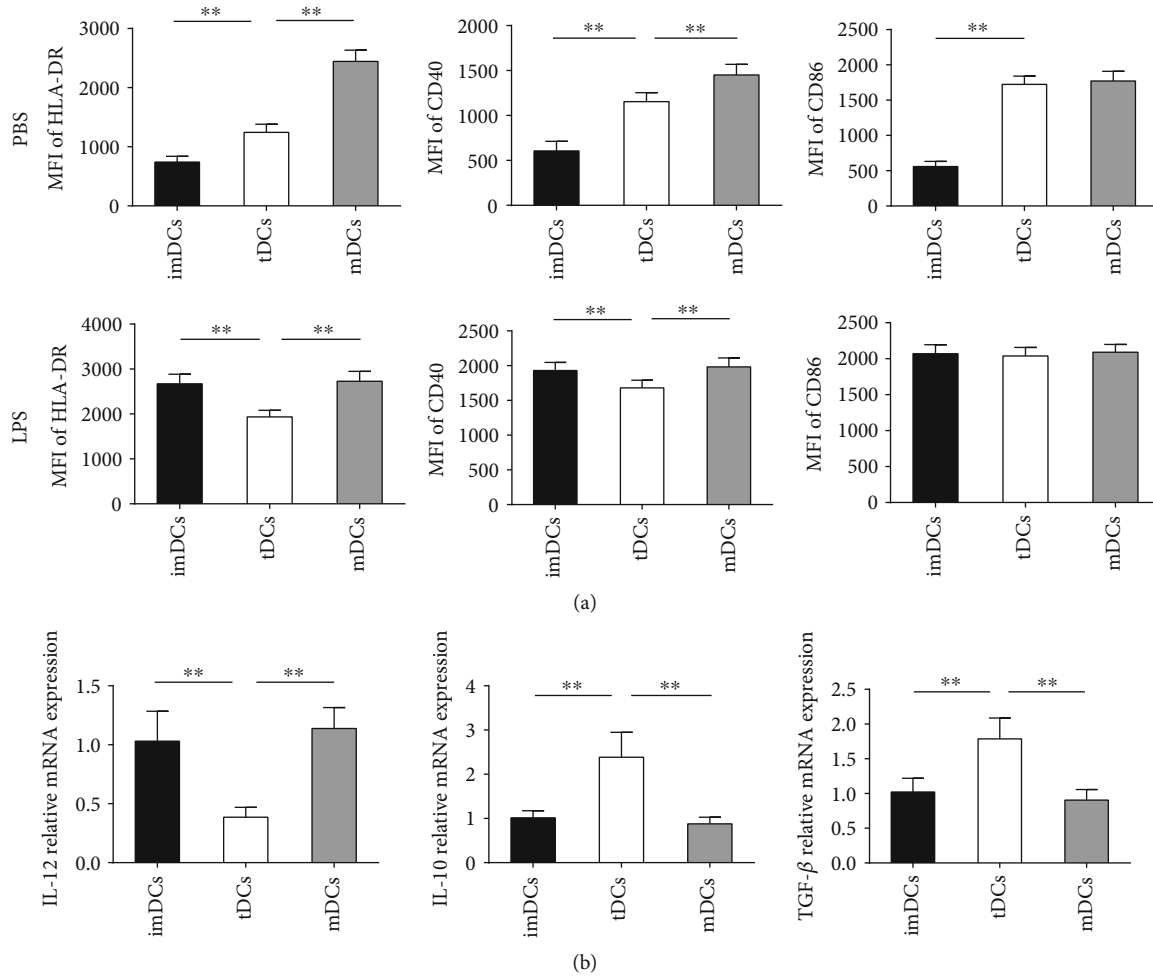 PBS
MFI of HLA-DR
3000
2000
1000
0
** **
imDCs
tDCs
mDCs
MFI of CD40
2000
1500
1000
500
0
** **
imDCs
tDCs
mDCs
MFI of CD86
2500
2000
1500
1000
500
0
**
imDCs
tDCs
mDCs
LPS
MFI of HLA-DR
4000
3000
2000
1000
0
** **
imDCs
tDCs
mDCs
MFI of CD40
2500
2000
1500
1000
500
0
** **
imDCs
tDCs
mDCs
MFI of CD86
2500
2000
1500
1000
500
0
imDCs
tDCs
mDCs
(a)
IL-12 relative mRNA expression
1.5
1.0
0.5
0.0
** **
imDCs
tDCs
mDCs
IL-10 relative mRNA expression
4
3
2
1
0
** **
imDCs
tDCs
mDCs
TGF-β relative mRNA expression
2.5
2.0
1.5
1.0
0.5
0.0
** **
imDCs
tDCs
mDCs
(b)